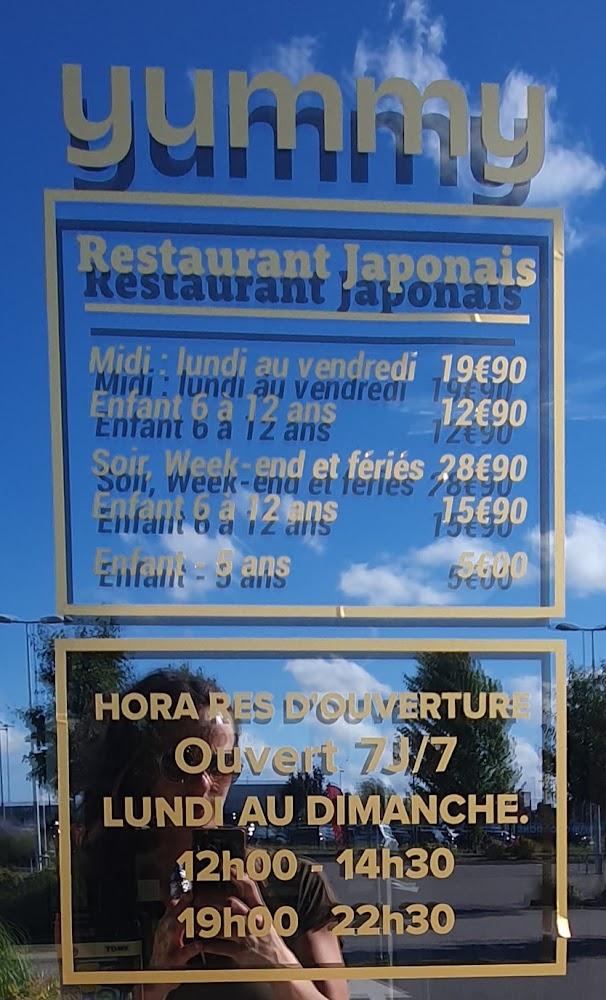 yummy
Restaurant Japonais
Midi : lundi au vendredi 19€90
Enfant 6 à 12 ans 12€90
Soir, Week-end et fériés 28€90
Enfant 6 à 12 ans 15€90
Enfant - 5 ans 5€00
HORA RES D'OUVERTURE
Ouvert 7J/7
LUNDI AU DIMANCHE.
12h00 - 14h30
19h00 22h30